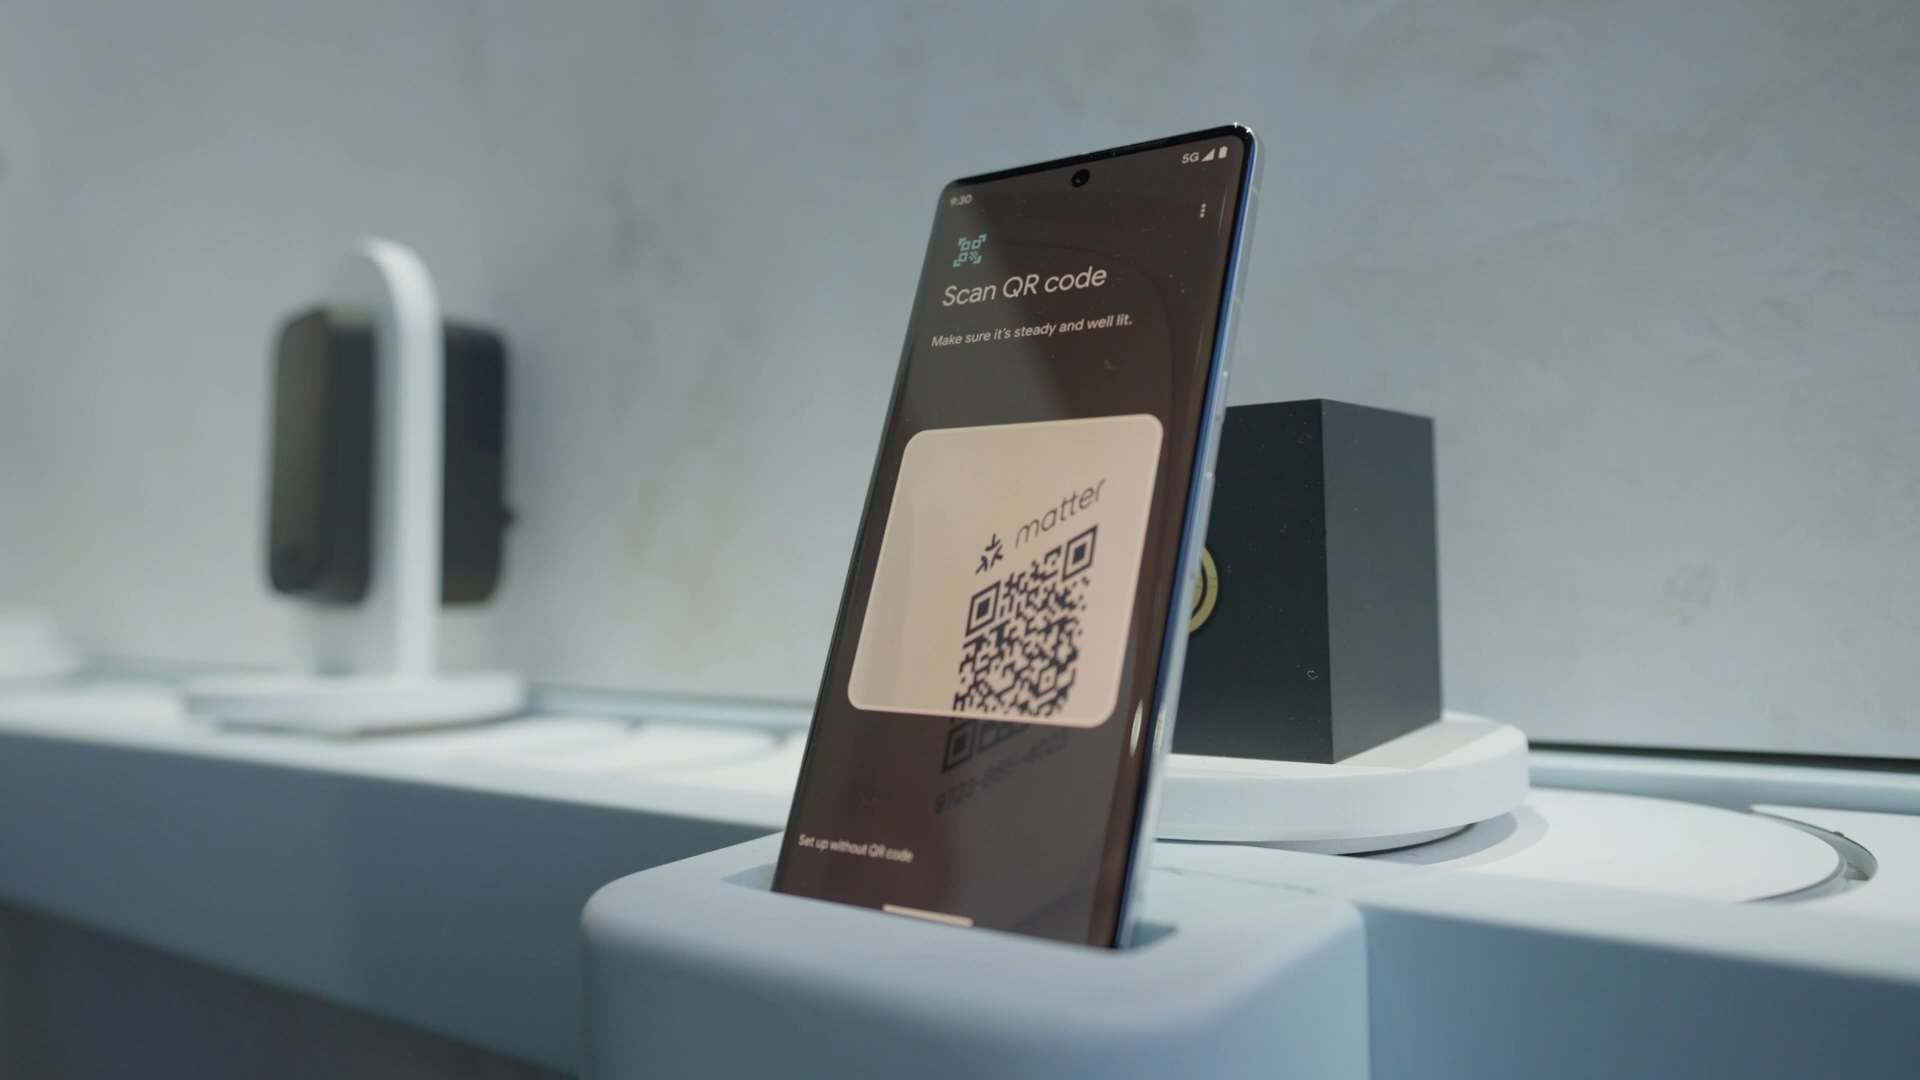 9:30
5G
Scan QR code
Make sure it's steady and well lit.
matter
Set up without QR code